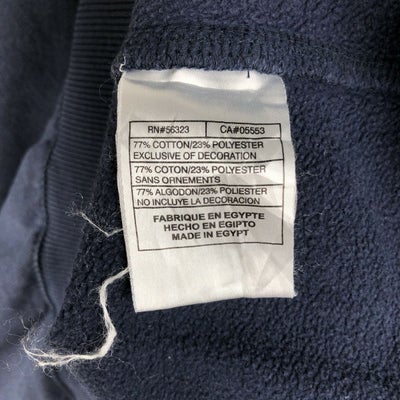 RN#56323 CA#05553
77% COTTON/23% POLYESTER
EXCLUSIVE OF DECORATION
77% COTON/23% POLYESTER
SANS ORNEMENTS
77% ALGODON/23% POLIESTER
NO INCLUYE LA DECORACION
FABRIQUE EN EGYPTE
HECHO EN EGIPTO
MADE IN EGYPT